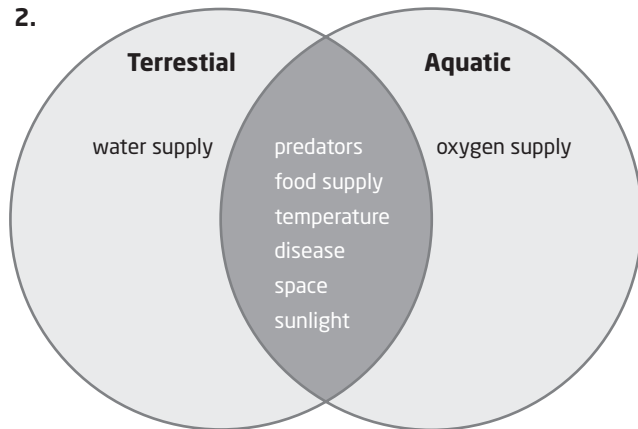 2.
Terrestial
Aquatic
water supply
predators
food supply
temperature
disease
space
sunlight
oxygen supply